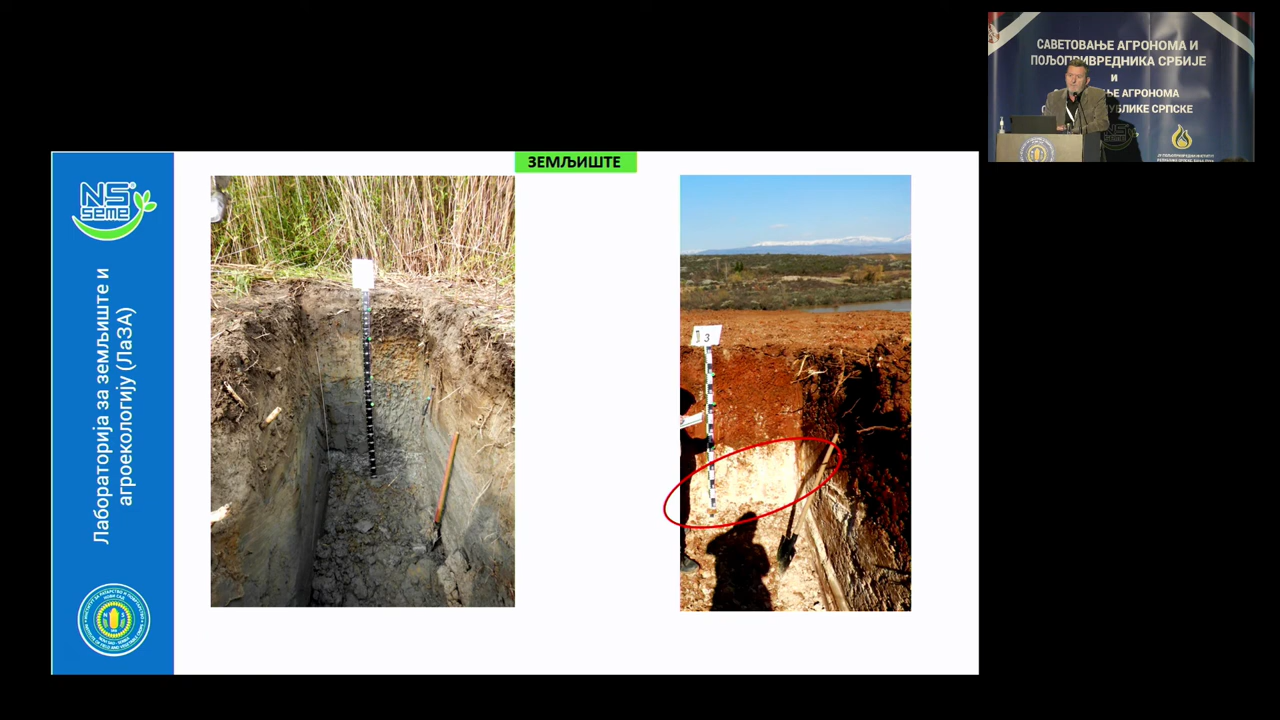 ЗЕМЉИШТЕ
NS
seme
Лабораторија за земљиште и
агроекологију (ЛаЗА)
3
САВЕТОВАЊЕ АГРОНОМА И
ПОЉОПРИВРЕДНИКА СРБИЈЕ
И
АГРОНОМА
РЕПУБЛИКЕ СРПСКЕ